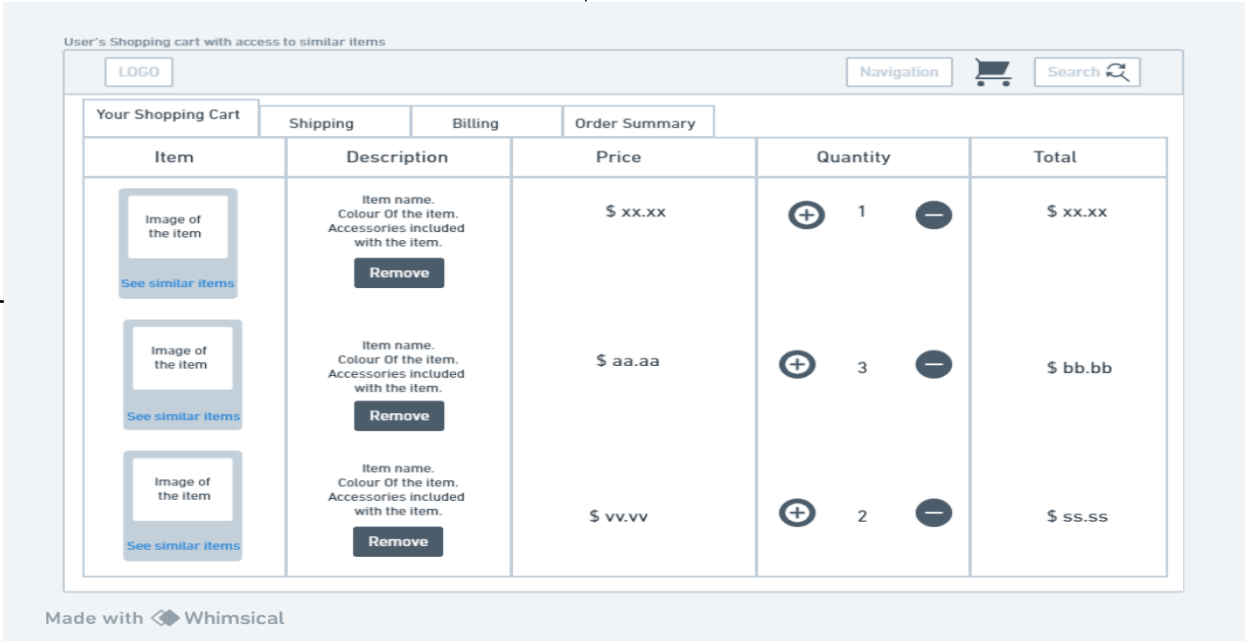 User's Shopping cart with access to similar items
LOGO
Navigation
Search
Your Shopping Cart
Shipping
Billing
Order Summary
Item
Description
Price
Quantity
Total
Image of
the item
See similar items
Item name.
Colour Of the item.
Accessories included
with the item.
Remove
$ xx.xx
1
$ xx.xx
Image of
the item
See similar items
Item name.
Colour Of the item.
Accessories included
with the item.
Remove
$ aa.aa
3
$ bb.bb
Image of
the item
See similar items
Item name.
Colour Of the item.
Accessories included
with the item.
Remove
$ vv.vv
2
$ ss.ss
Made with Whimsical